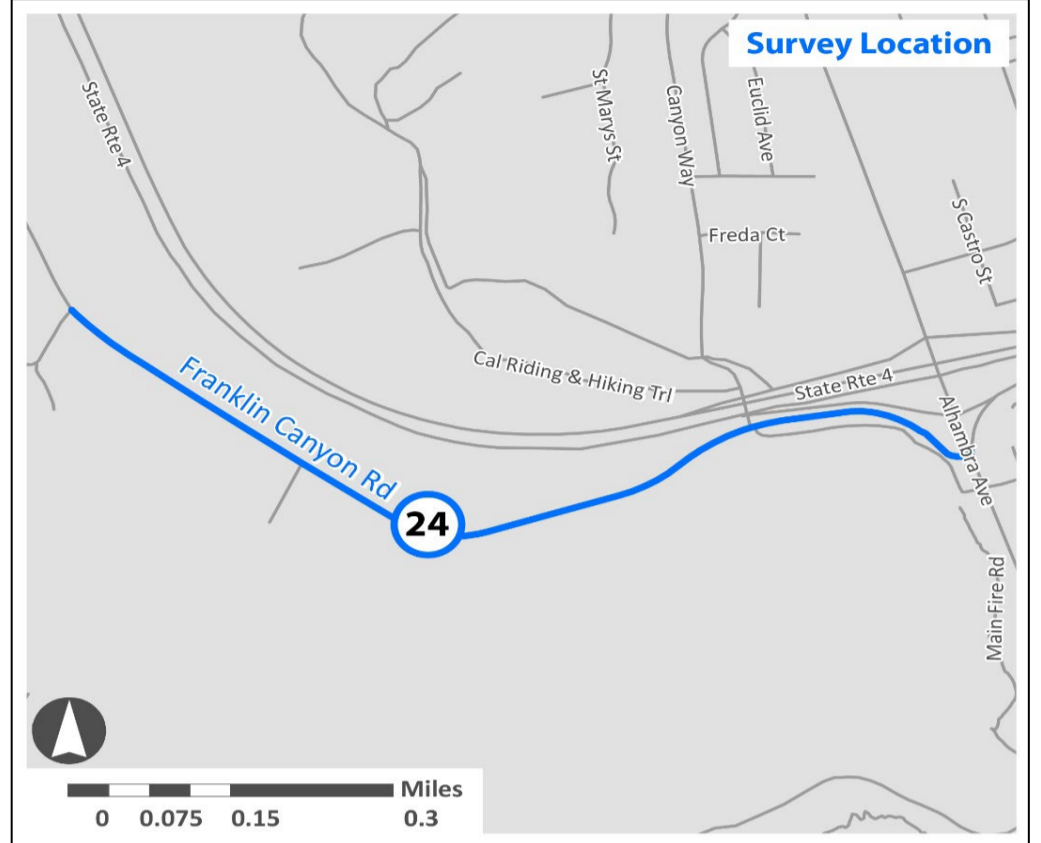 Survey Location
State Rte 4
St Marys St
Canyon Way
Euclid Ave
S Castro St
Freda Ct
Cal Riding & Hiking Trl
State Rte 4
Franklin Canyon Rd
Alhambra Ave
24
Main Fire Rd
Miles
0 0.075 0.15 0.3